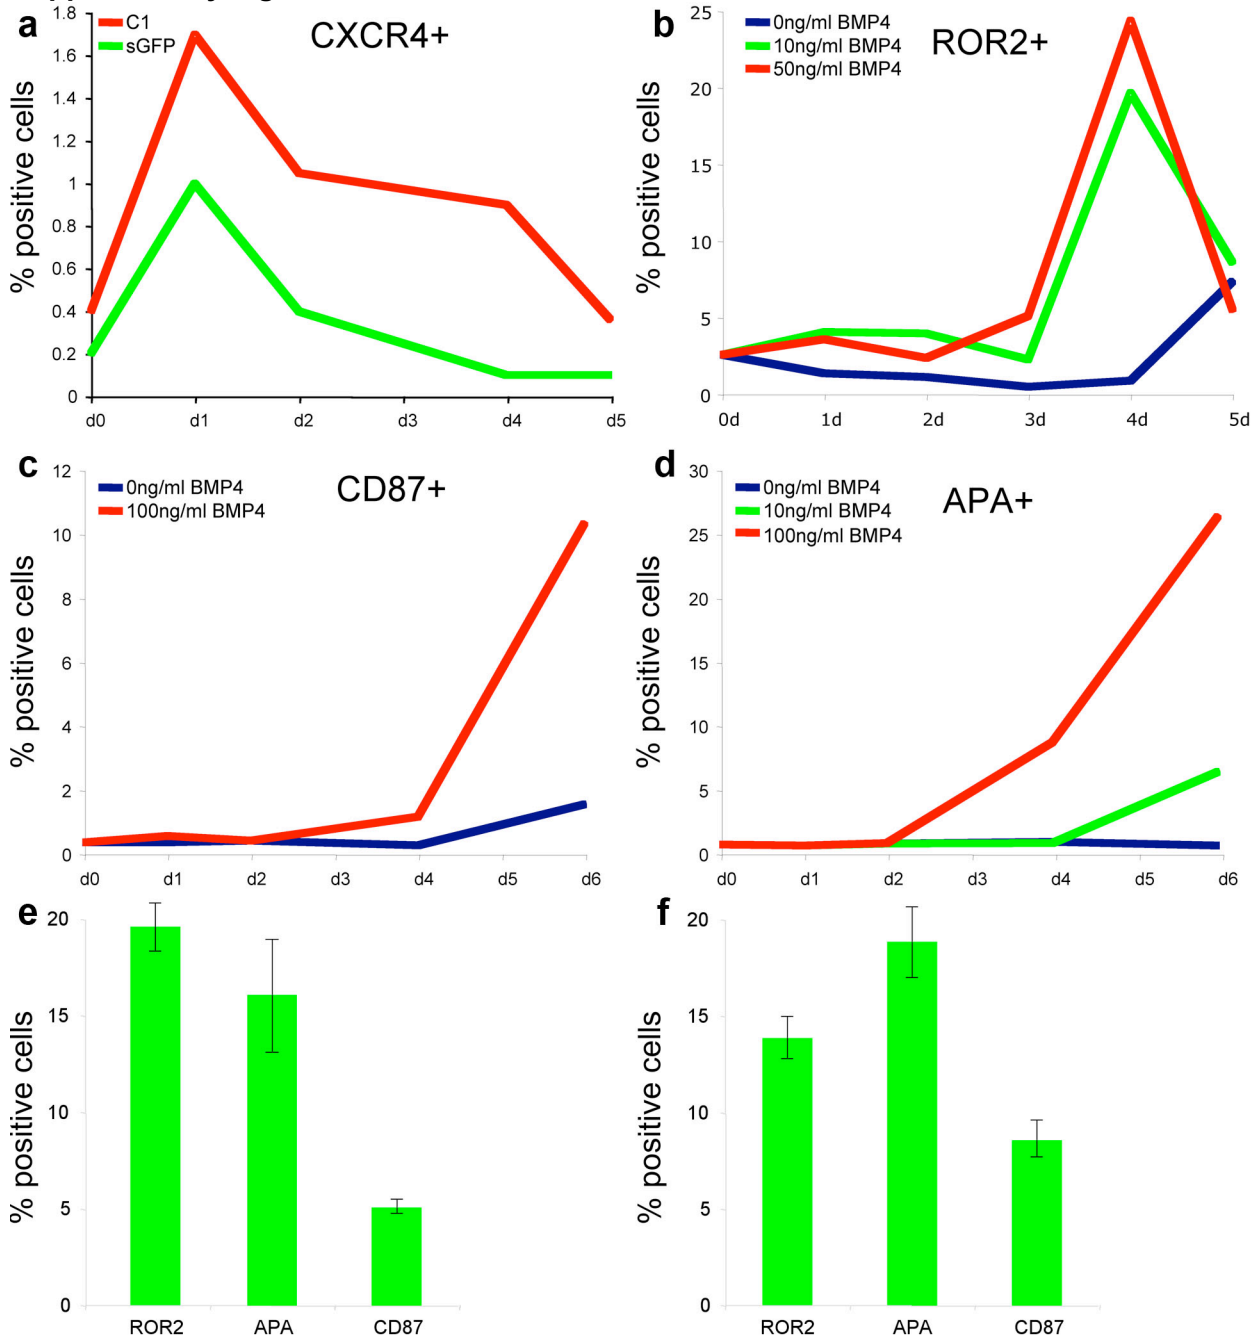 a
C1
sGFP
CXCR4+
% positive cells
1.8
1.6
1.4
1.2
1
0.8
0.6
0.4
0.2
0
d0 d1 d2 d3 d4 d5
b
0ng/ml BMP4
10ng/ml BMP4
50ng/ml BMP4
ROR2+
% positive cells
25
20
15
10
5
0
0d 1d 2d 3d 4d 5d
c
0ng/ml BMP4
100ng/ml BMP4
CD87+
% positive cells
12
10
8
6
4
2
0
d0 d1 d2 d3 d4 d5 d6
d
0ng/ml BMP4
10ng/ml BMP4
100ng/ml BMP4
APA+
% positive cells
30
25
20
15
10
5
0
d0 d1 d2 d3 d4 d5 d6
e
% positive cells
20
15
10
5
0
ROR2 APA CD87
f
% positive cells
20
15
10
5
0
ROR2 APA CD87